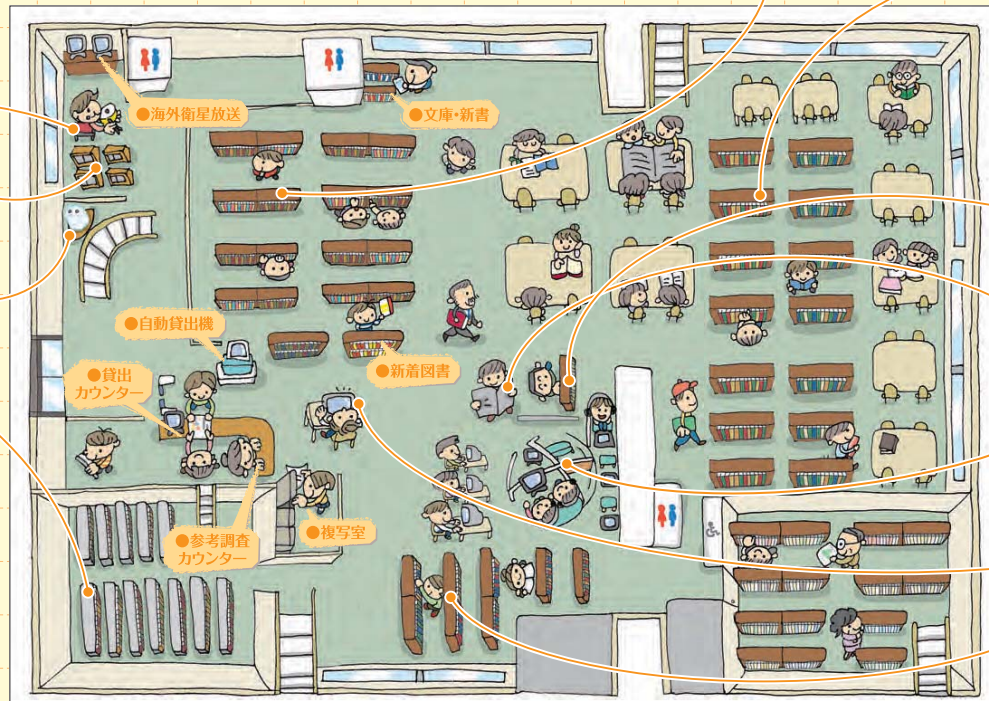 ●海外衛星放送
●文庫・新書
●自動貸出機
●新着図書
●貸出
カウンター
●参考調査
カウンター
●複写室